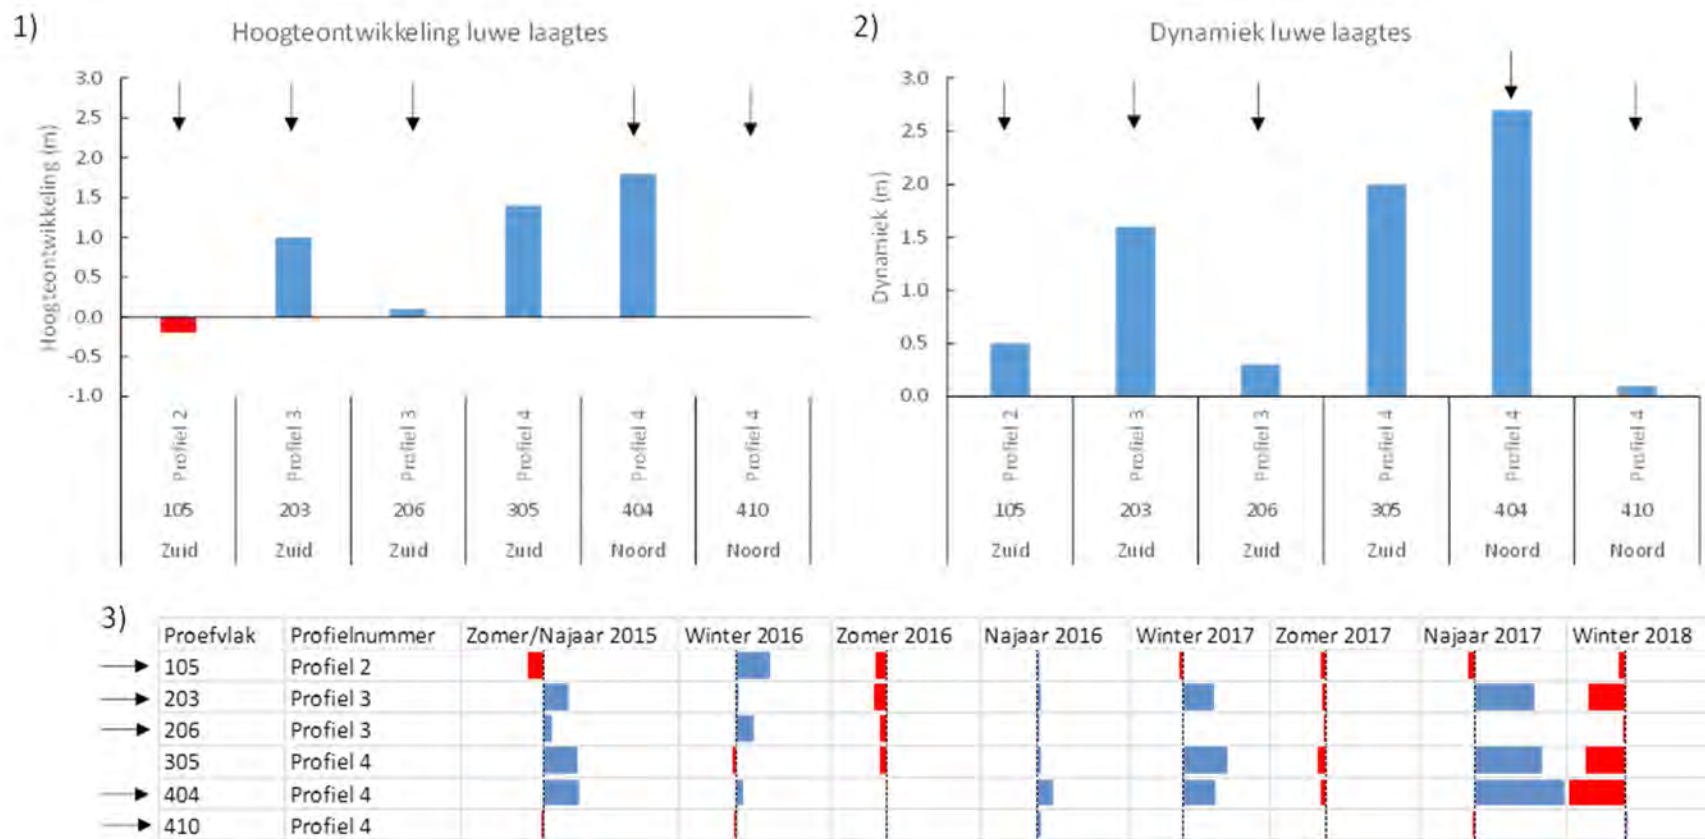 1)
Hoogteontwikkeling luwe laagtes
Hoogteontwikkeling (m)
3.0
2.5
2.0
1.5
1.0
0.5
0.0
-0.5
-1.0
Profiel 2 Profiel 3 Profiel 3 Profiel 4 Profiel 4 Profiel 4
105 203 206 305 404 410
Zuid Zuid Zuid Zuid Noord Noord
2)
Dynamiek luwe laagtes
Dynamiek (m)
3.0
2.5
2.0
1.5
1.0
0.5
0.0
Profiel 2 Profiel 3 Profiel 3 Profiel 4 Profiel 4 Profiel 4
105 203 206 305 404 410
Zuid Zuid Zuid Zuid Noord Noord
3)
Proefvlak Profielnummer Zomer/Najaar 2015 Winter 2016 Zomer 2016 Najaar 2016 Winter 2017 Zomer 2017 Najaar 2017 Winter 2018
105 Profiel 2
203 Profiel 3
206 Profiel 3
305 Profiel 4
404 Profiel 4
410 Profiel 4